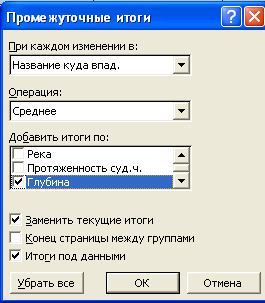 Промежуточные итоги
При каждом изменении в:
Название куда впад.
Операция:
Среднее
Добавить итоги по:
Река
Протяженность суд.ч.
Глубина
Заменить текущие итоги
Конец страницы между группами
Итоги под данными
Убрать все
ОК
Отмена